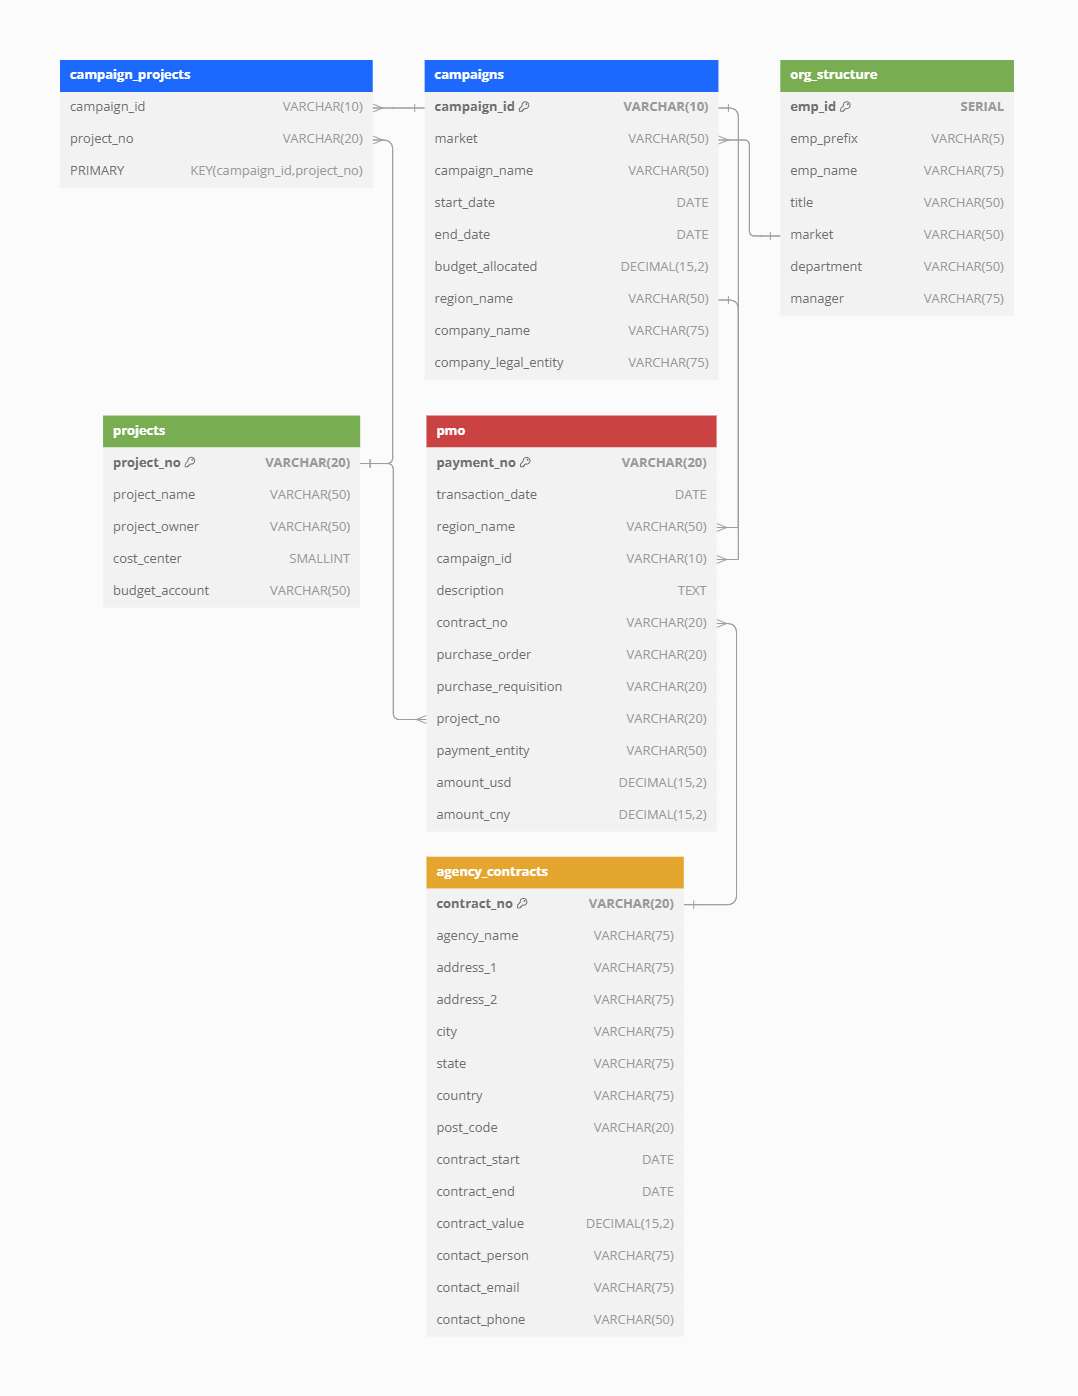 campaign_projects
campaign_id VARCHAR(10)
project_no VARCHAR(20)
PRIMARY KEY(campaign_id,project_no)
campaigns
campaign_id VARCHAR(10)
market VARCHAR(50)
campaign_name VARCHAR(50)
start_date DATE
end_date DATE
budget_allocated DECIMAL(15,2)
region_name VARCHAR(50)
company_name VARCHAR(75)
company_legal_entity VARCHAR(75)
org_structure
emp_id SERIAL
emp_prefix VARCHAR(5)
emp_name VARCHAR(75)
title VARCHAR(50)
market VARCHAR(50)
department VARCHAR(50)
manager VARCHAR(75)
projects
project_no VARCHAR(20)
project_name VARCHAR(50)
project_owner VARCHAR(50)
cost_center SMALLINT
budget_account VARCHAR(50)
pmo
payment_no VARCHAR(20)
transaction_date DATE
region_name VARCHAR(50)
campaign_id VARCHAR(10)
description TEXT
contract_no VARCHAR(20)
purchase_order VARCHAR(20)
purchase_requisition VARCHAR(20)
project_no VARCHAR(20)
payment_entity VARCHAR(50)
amount_usd DECIMAL(15,2)
amount_cny DECIMAL(15,2)
agency_contracts
contract_no VARCHAR(20)
agency_name VARCHAR(75)
address_1 VARCHAR(75)
address_2 VARCHAR(75)
city VARCHAR(75)
state VARCHAR(75)
country VARCHAR(75)
post_code VARCHAR(20)
contract_start DATE
contract_end DATE
contract_value DECIMAL(15,2)
contact_person VARCHAR(75)
contact_email VARCHAR(75)
contact_phone VARCHAR(50)